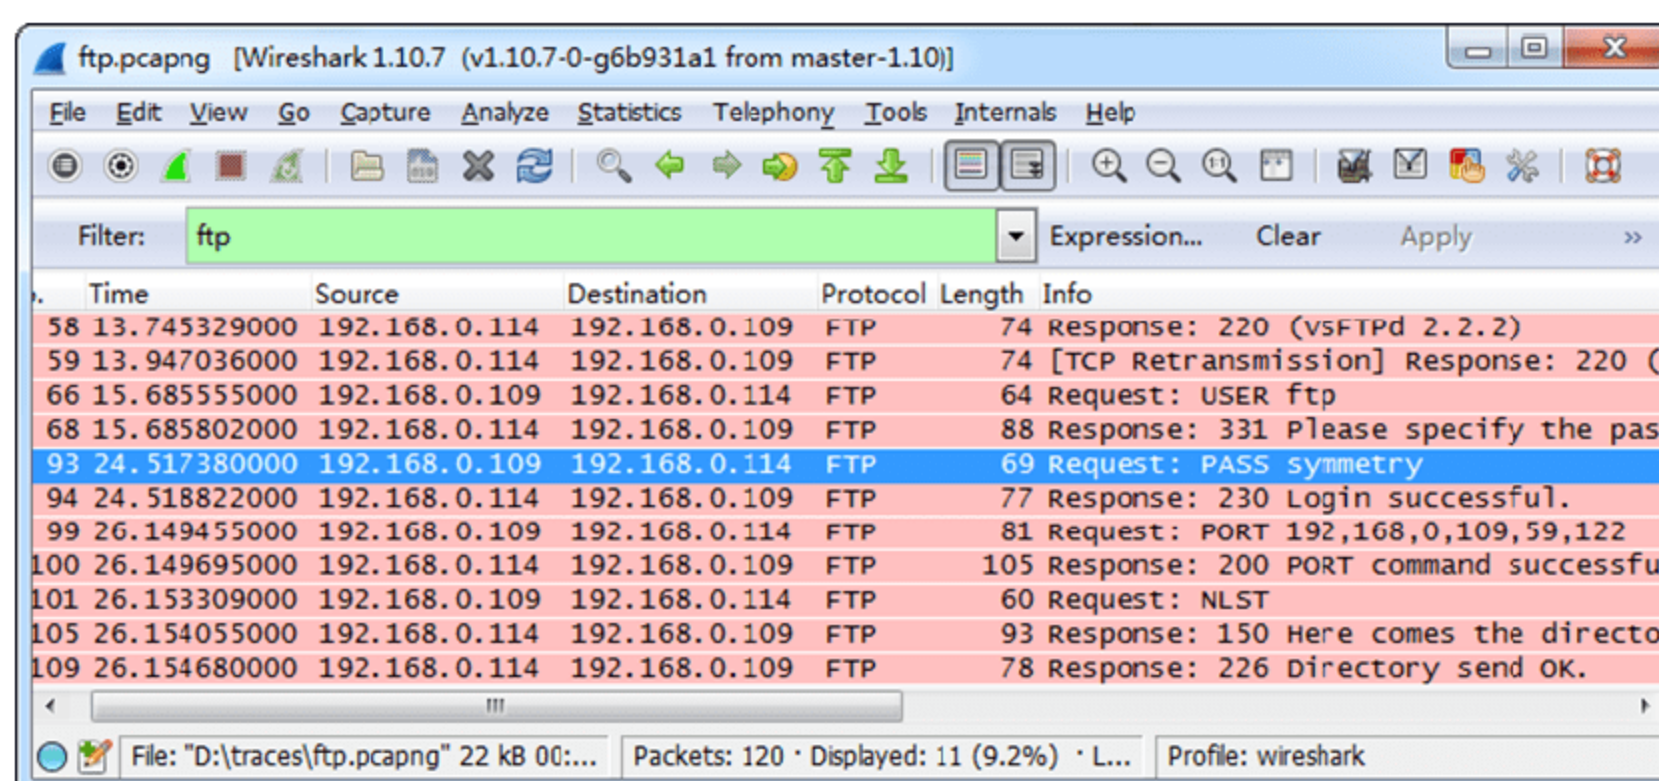 ftp.pcapng [Wireshark 1.10.7 (v1.10.7-0-g6b931a1 from master-1.10)]
File Edit View Go Capture Analyze Statistics Telephony Tools Internals Help
Filter: ftp Expression... Clear Apply »
. Time Source Destination Protocol Length Info
58 13.745329000 192.168.0.114 192.168.0.109 FTP 74 Response: 220 (vsFTPd 2.2.2)
59 13.947036000 192.168.0.114 192.168.0.109 FTP 74 [TCP Retransmission] Response: 220 (
66 15.685555000 192.168.0.109 192.168.0.114 FTP 64 Request: USER ftp
68 15.685802000 192.168.0.114 192.168.0.109 FTP 88 Response: 331 Please specify the pas
93 24.517380000 192.168.0.109 192.168.0.114 FTP 69 Request: PASS symmetry
94 24.518822000 192.168.0.114 192.168.0.109 FTP 77 Response: 230 Login successful.
99 26.149455000 192.168.0.109 192.168.0.114 FTP 81 Request: PORT 192,168,0,109,59,122
100 26.149695000 192.168.0.114 192.168.0.109 FTP 105 Response: 200 PORT command successfu
101 26.153309000 192.168.0.109 192.168.0.114 FTP 60 Request: NLST
105 26.154055000 192.168.0.114 192.168.0.109 FTP 93 Response: 150 Here comes the directo
109 26.154680000 192.168.0.114 192.168.0.109 FTP 78 Response: 226 Directory send OK.
File: "D:\traces\ftp.pcapng" 22 kB 00:... Packets: 120 · Displayed: 11 (9.2%) · L... Profile: wireshark